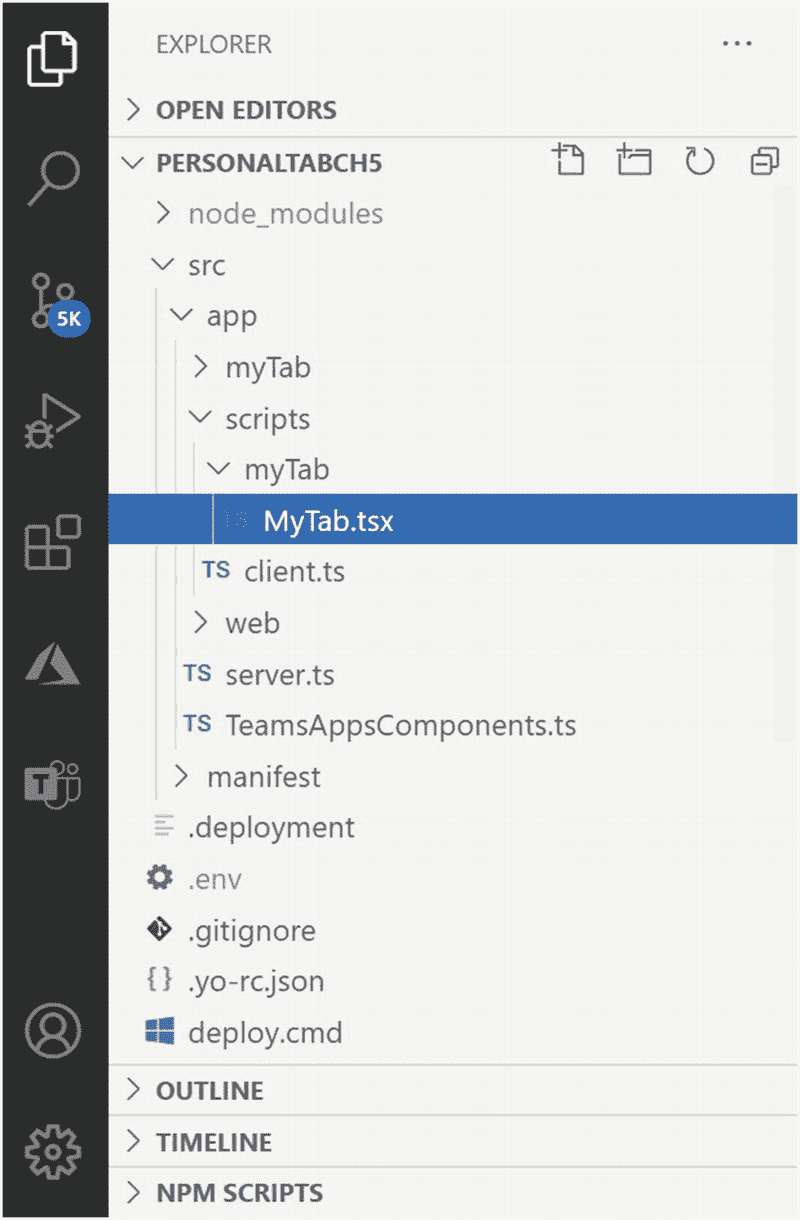 EXPLORER ...
OPEN EDITORS
PERSONALTABCH5
node_modules
src
5K
app
myTab
scripts
myTab
TS MyTab.tsx
TS client.ts
web
TS server.ts
TS TeamsAppsComponents.ts
T
manifest
.deployment
.env
.gitignore
{} .yo-rc.json
deploy.cmd
OUTLINE
TIMELINE
NPM SCRIPTS